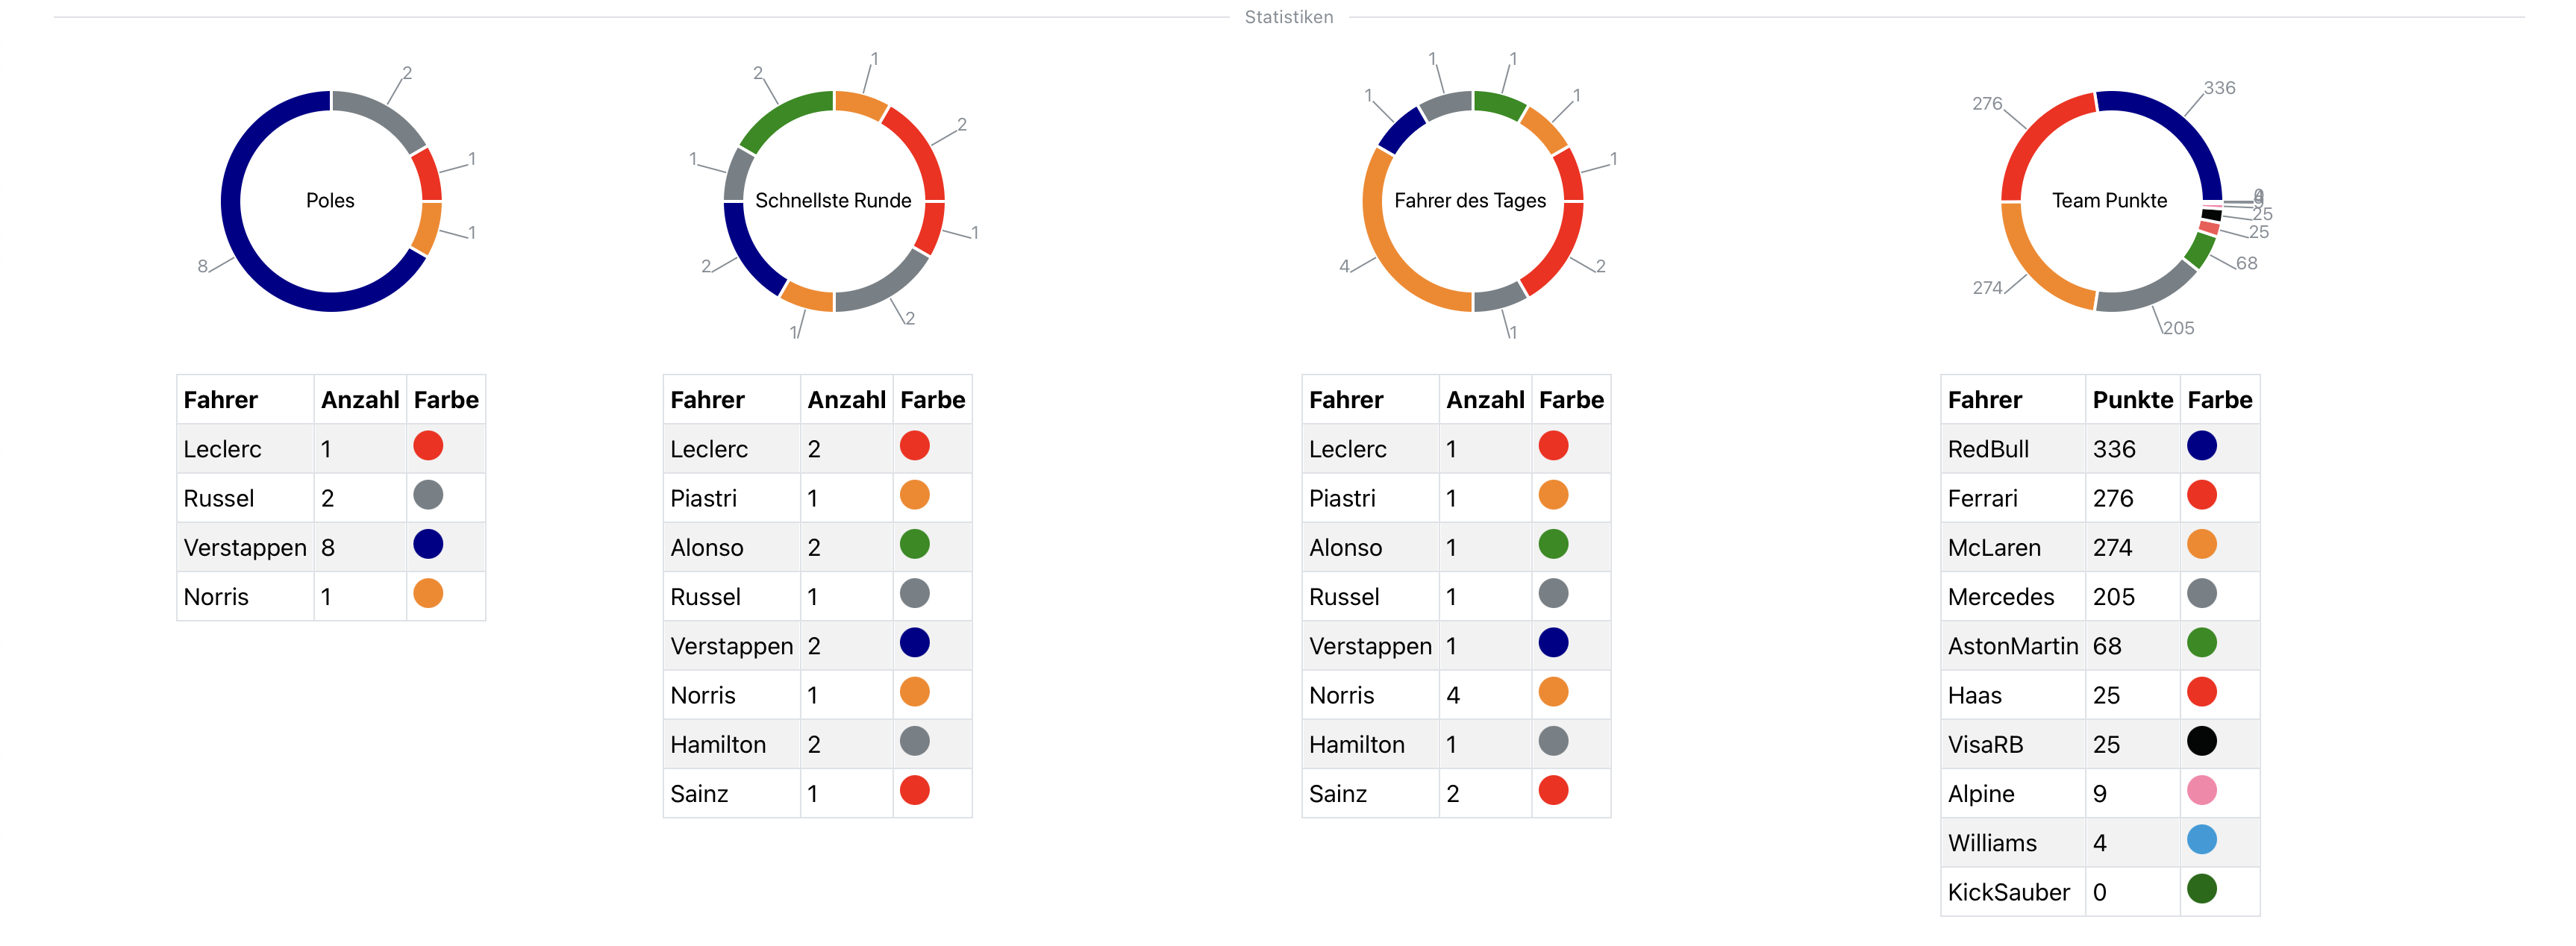 Statistiken
2
1
1
8
Poles
1
2
1
2
1
2
1
2
Schnellste Runde
1
1
1
2
1
4
1
1
Fahrer des Tages
336
25
25
68
205
274
276
Team Punkte
Fahrer Anzahl Farbe
Leclerc 1
Russel 2
Verstappen 8
Norris 1
Fahrer Anzahl Farbe
Leclerc 2
Piastri 1
Alonso 2
Russel 1
Verstappen 2
Norris 1
Hamilton 2
Sainz 1
Fahrer Anzahl Farbe
Leclerc 1
Piastri 1
Alonso 1
Russel 1
Verstappen 1
Norris 4
Hamilton 1
Sainz 2
Fahrer Punkte Farbe
RedBull 336
Ferrari 276
McLaren 274
Mercedes 205
AstonMartin 68
Haas 25
VisaRB 25
Alpine 9
Williams 4
KickSauber 0